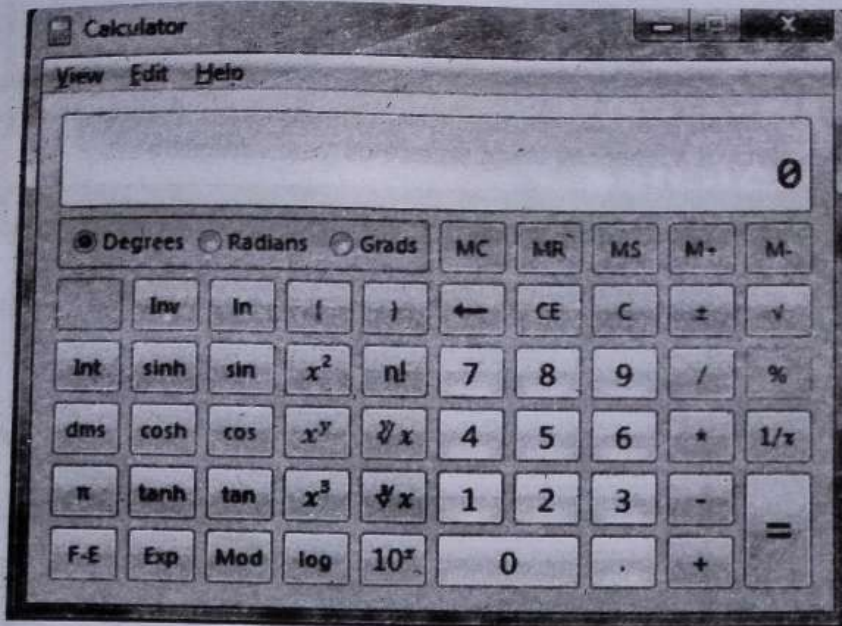 Calculator
View Edit Help
0
Degrees Radians Grads MC MR MS M+ M-
Inv ln ( ) ← CE C ± √
Int sinh sin x² n! 7 8 9 / %
dms cosh cos xʸ ʸ√x 4 5 6 * 1/x
π tanh tan x³ ³√x 1 2 3 - =
F-E Exp Mod log 10ˣ 0 . +